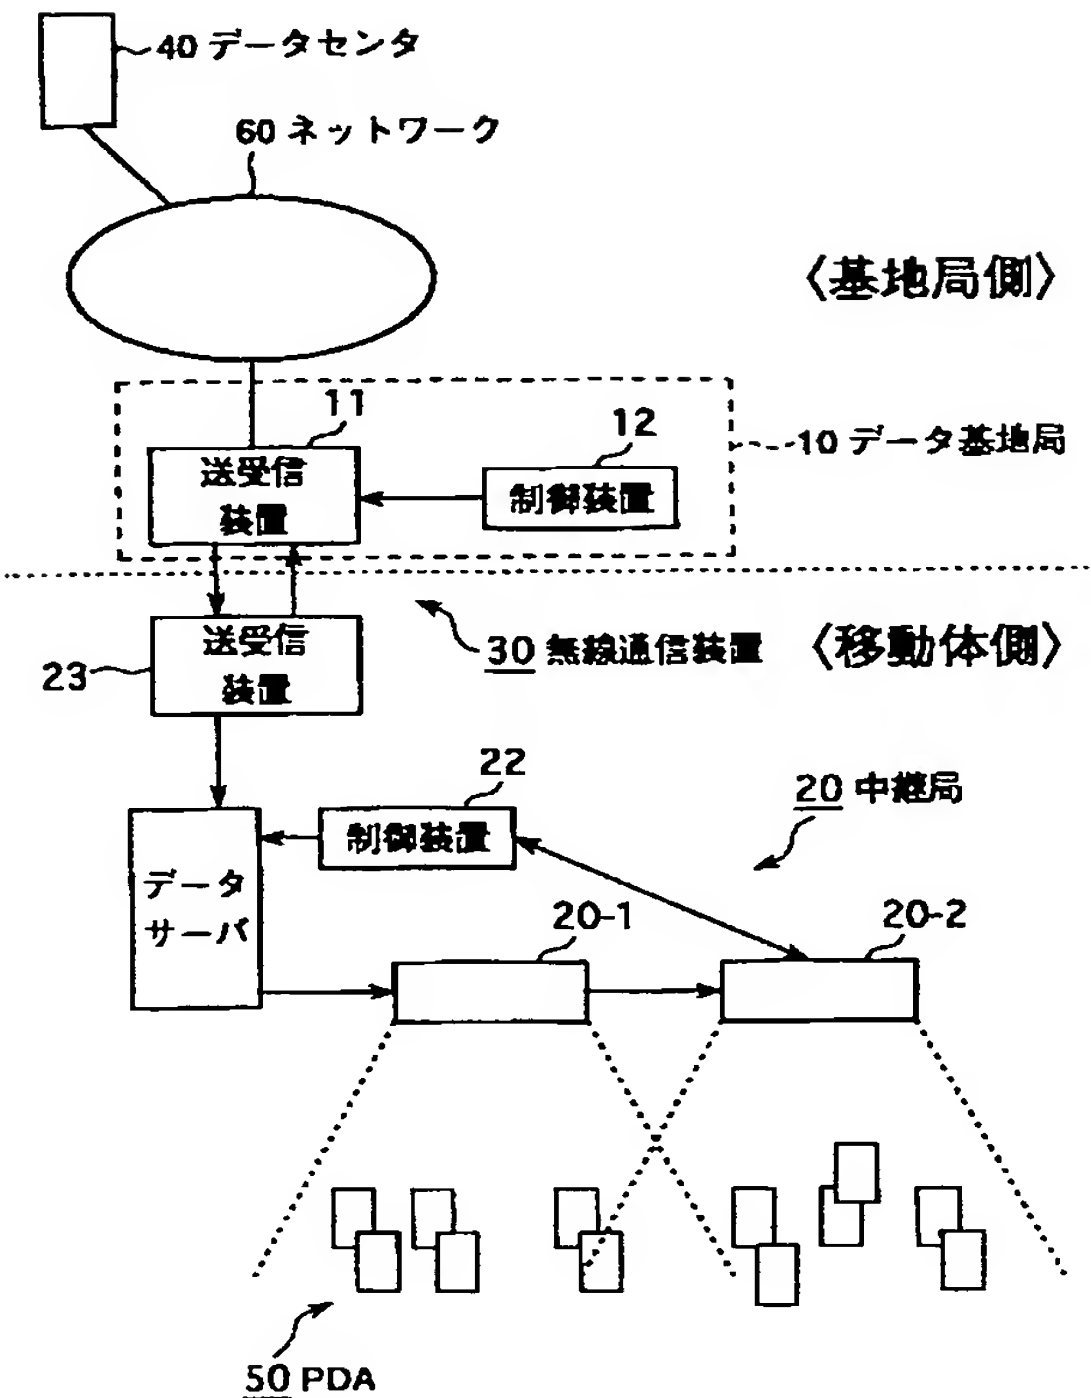 40 データセンタ
60 ネットワーク
〈基地局側〉
11
12
10 データ基地局
送受信
装置
制御装置
30 無線通信装置
〈移動体側〉
23
送受信
装置
22
20 中継局
制御装置
データ
サーバ
20-1
20-2
50 PDA